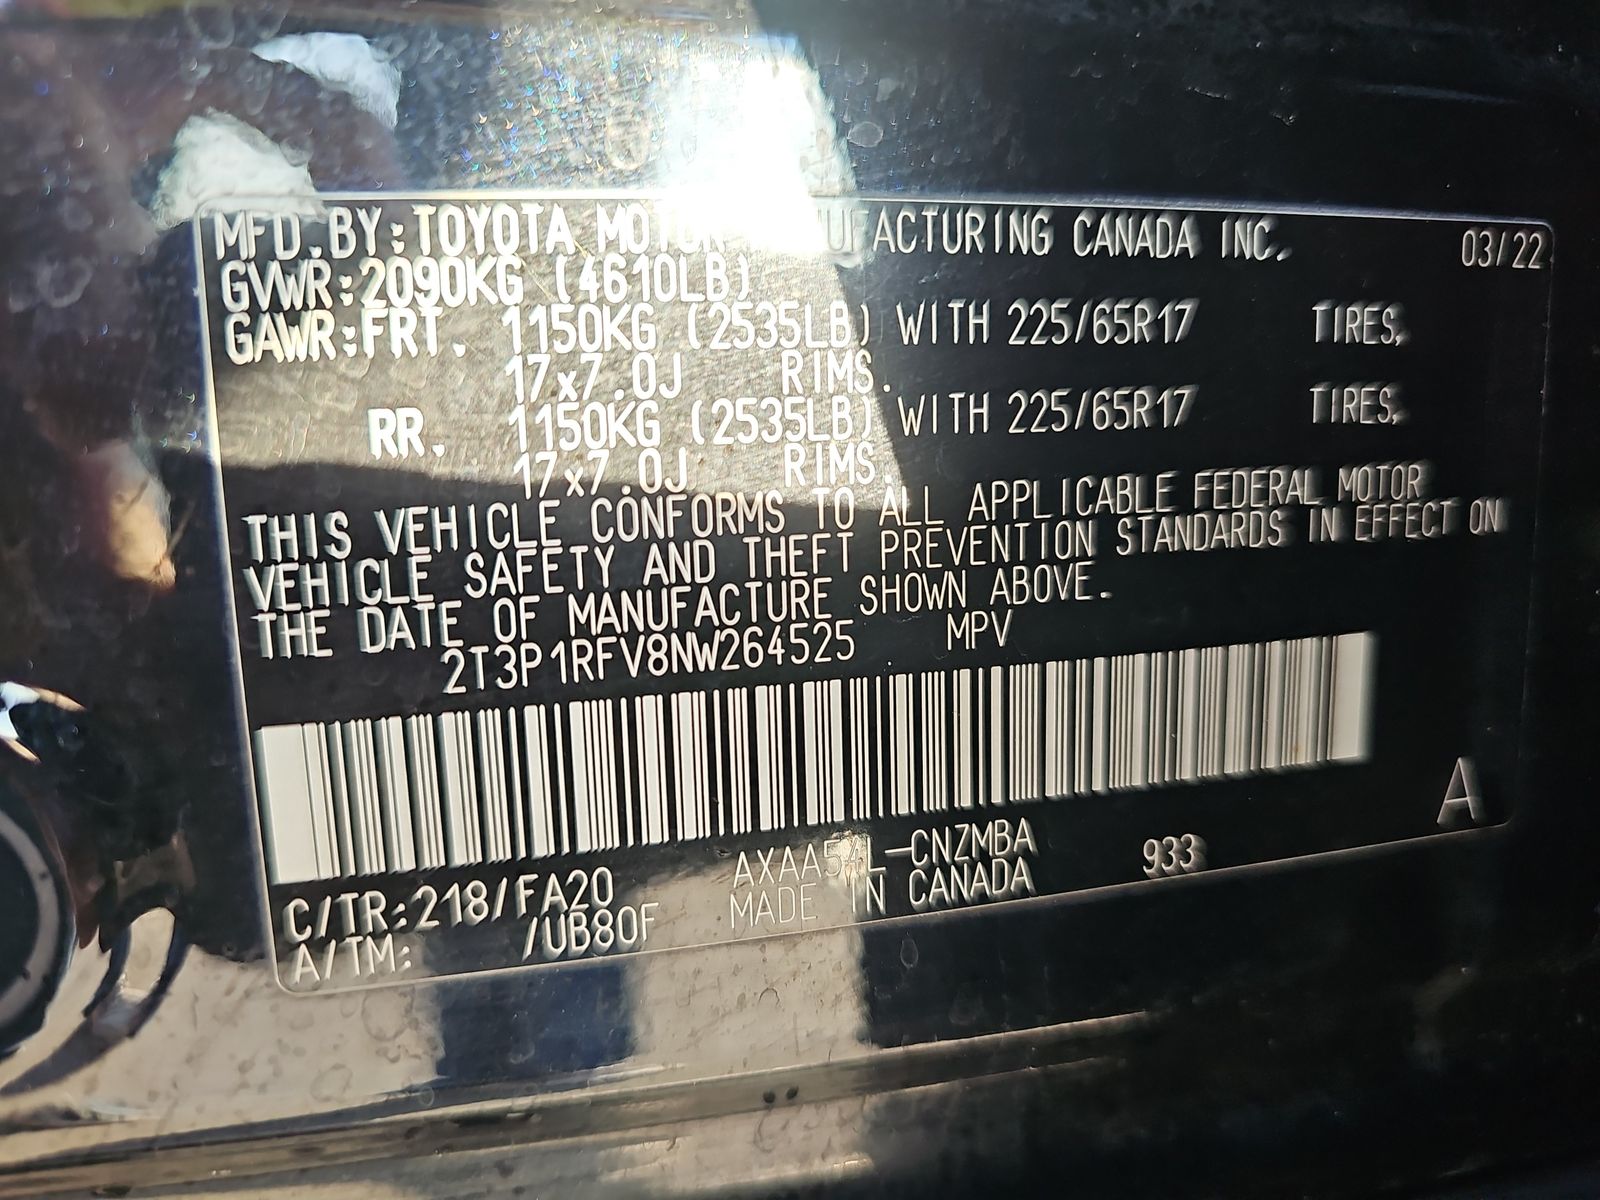 MFD.BY:TOYOTA MOTOR MANUFACTURING CANADA INC. 03/22
GVWR:2090KG (4610LB)
GAWR:FRT. 1150KG (2535LB) WITH 225/65R17 TIRES,
17x7.0J RIMS.
RR. 1150KG (2535LB) WITH 225/65R17 TIRES,
17x7.0J RIMS.
THIS VEHICLE CONFORMS TO ALL APPLICABLE FEDERAL MOTOR
VEHICLE SAFETY AND THEFT PREVENTION STANDARDS IN EFFECT ON
THE DATE OF MANUFACTURE SHOWN ABOVE.
2T3P1RFV8NW264525 MPV
A
C/TR:218/FA20 AXAA54L-CNZMBA 933
A/TM: /UB80F MADE IN CANADA